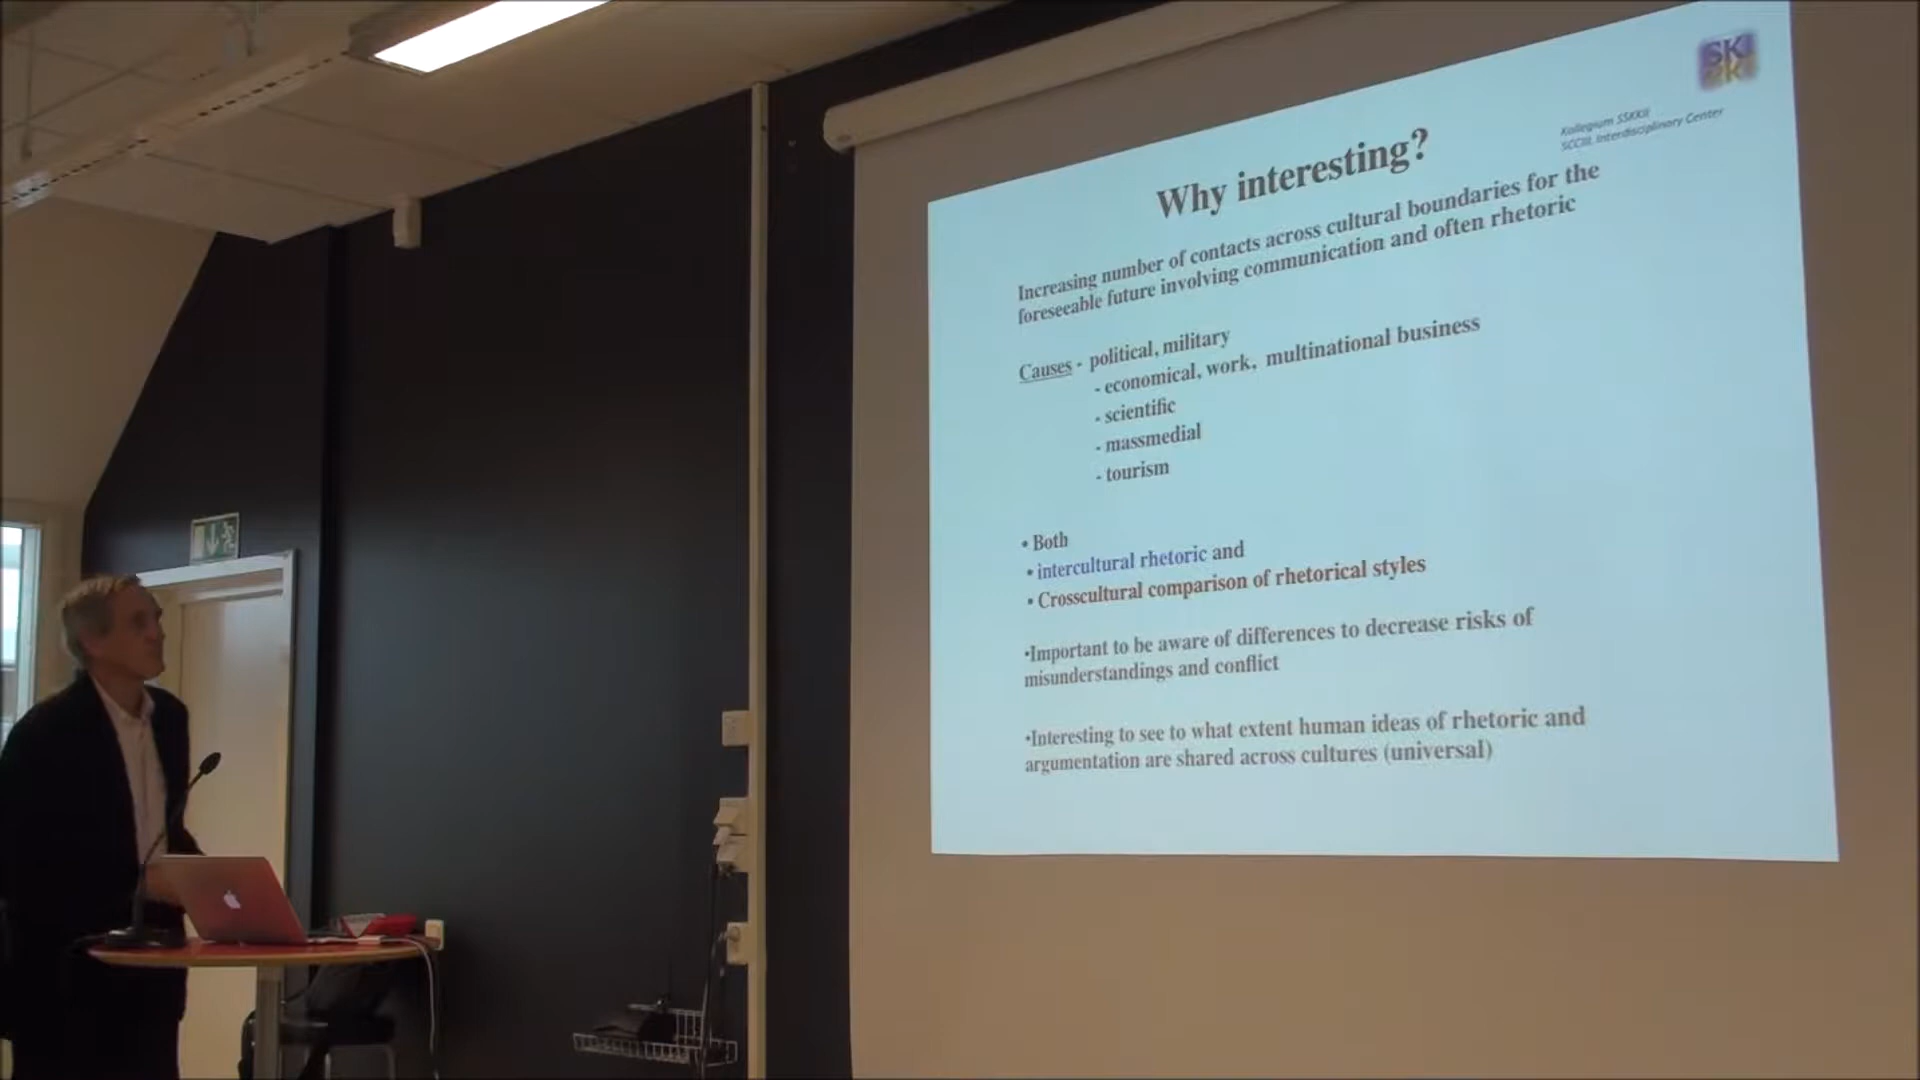 SK
Kollegium SSKKII
SCCIIL Interdisciplinary Center
Why interesting?
Increasing number of contacts across cultural boundaries for the
foreseeable future involving communication and often rhetoric
Causes - political, military
- economical, work, multinational business
- scientific
- massmedial
- tourism
• Both
• intercultural rhetoric and
• Crosscultural comparison of rhetorical styles
•Important to be aware of differences to decrease risks of
misunderstandings and conflict
•Interesting to see to what extent human ideas of rhetoric and
argumentation are shared across cultures (universal)